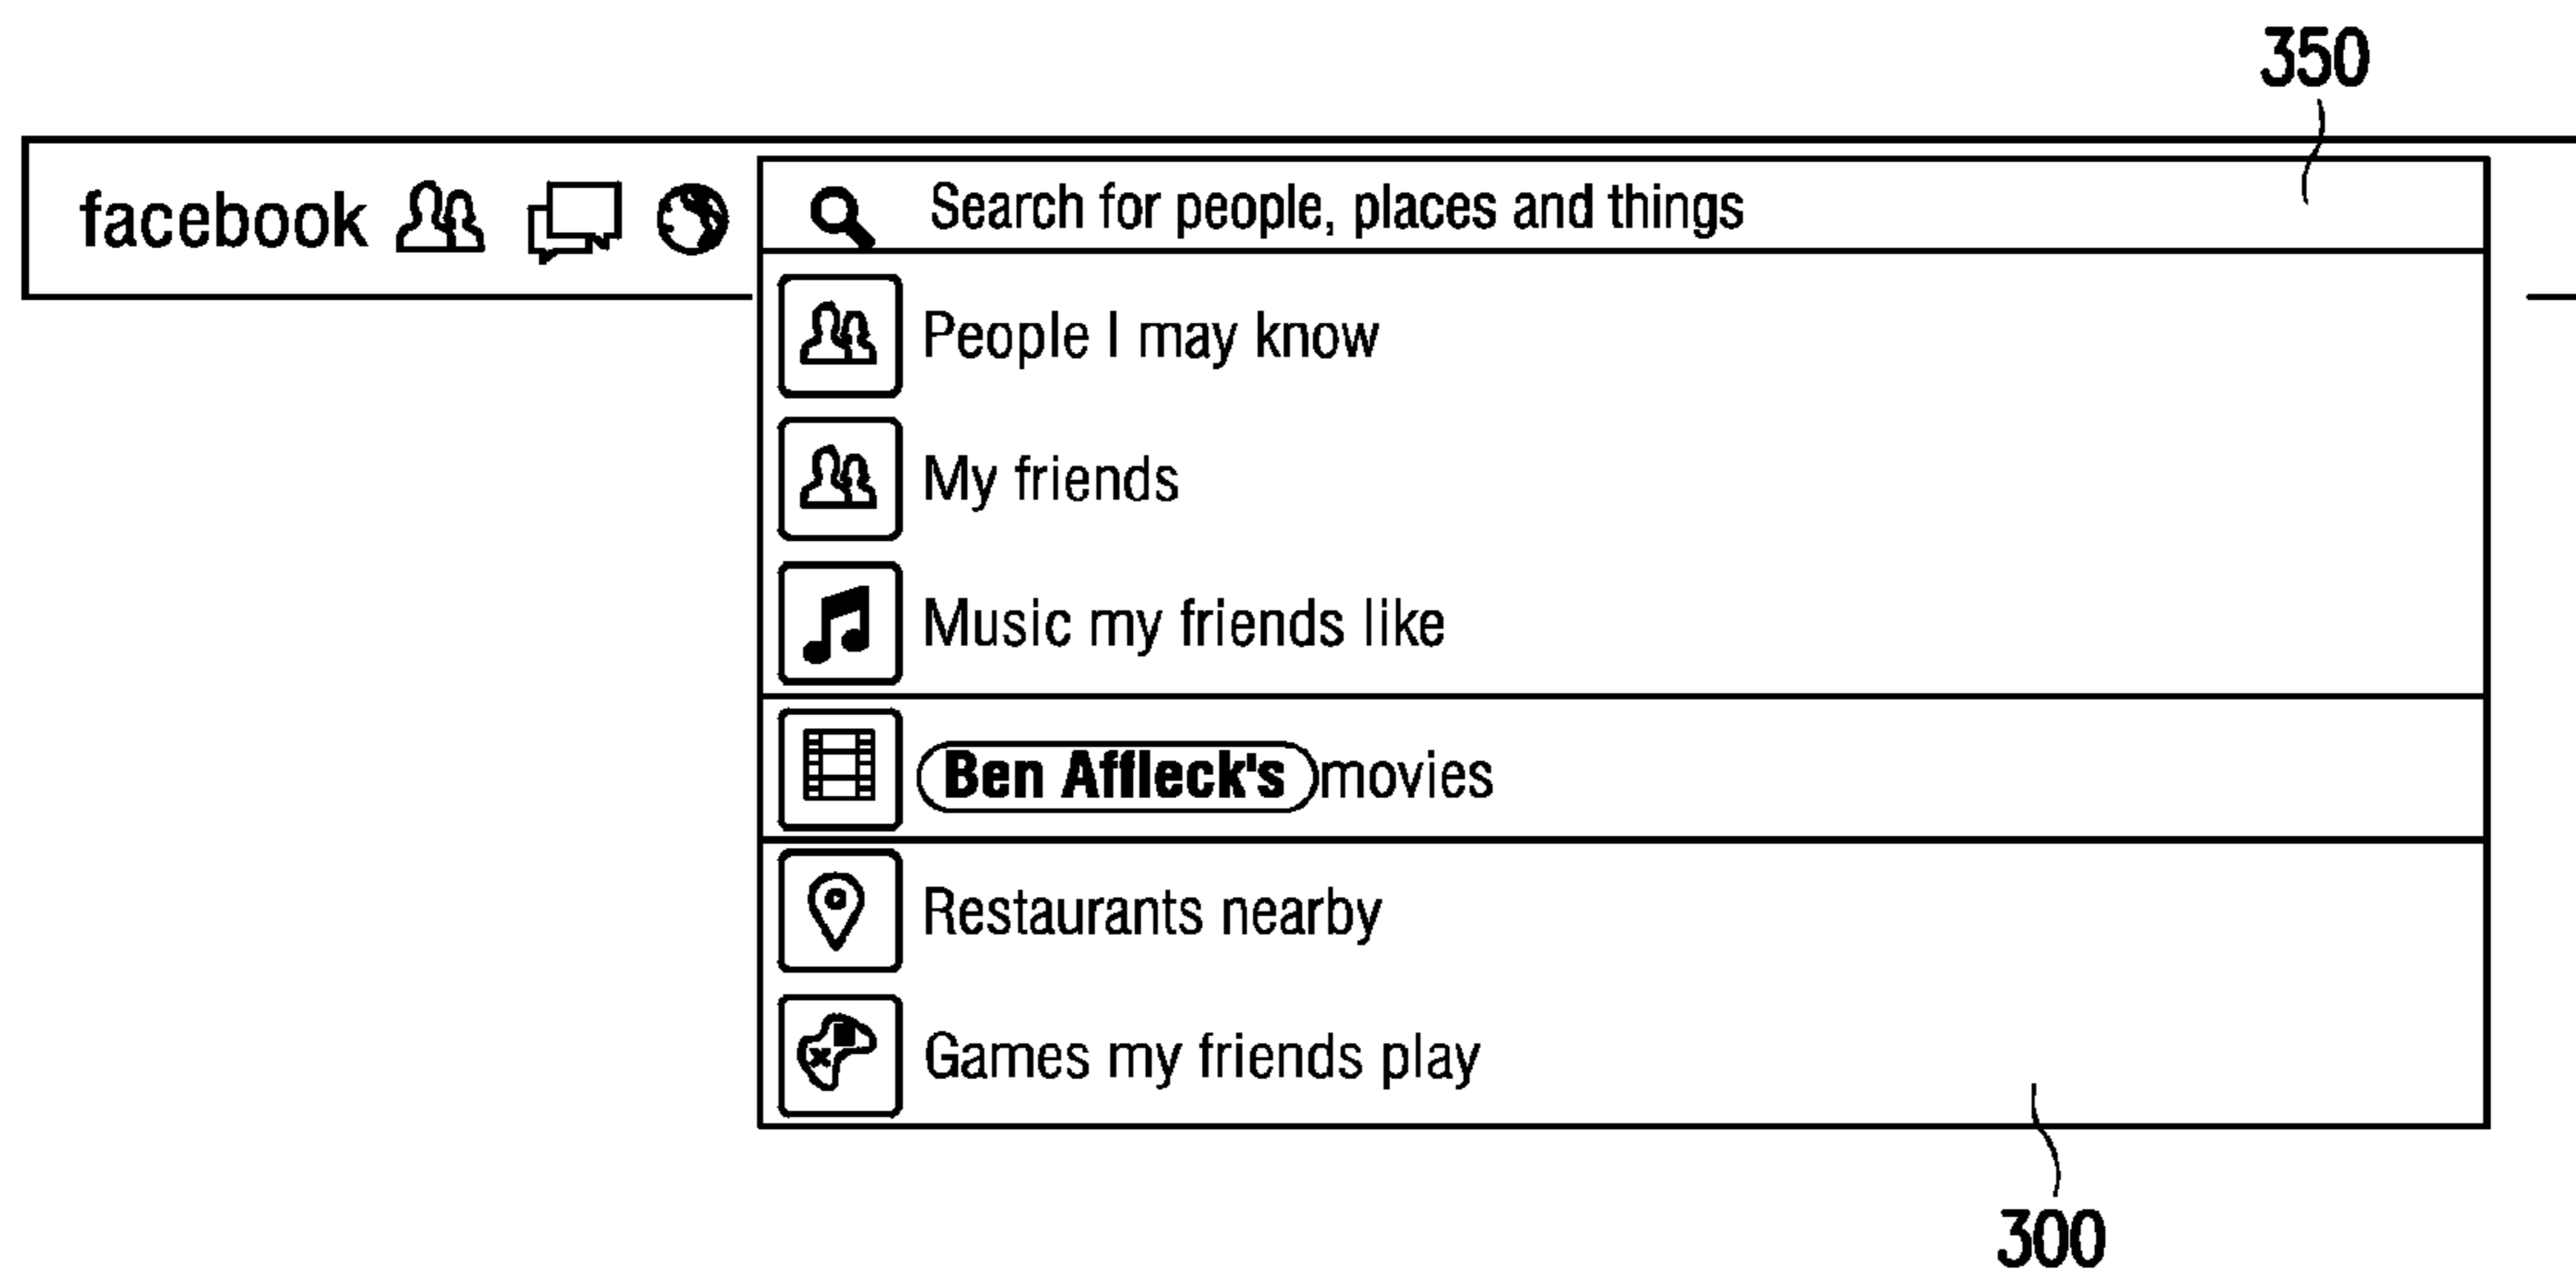 350
facebook
Search for people, places and things
People I may know
My friends
Music my friends like
Ben Affleck's movies
Restaurants nearby
Games my friends play
300